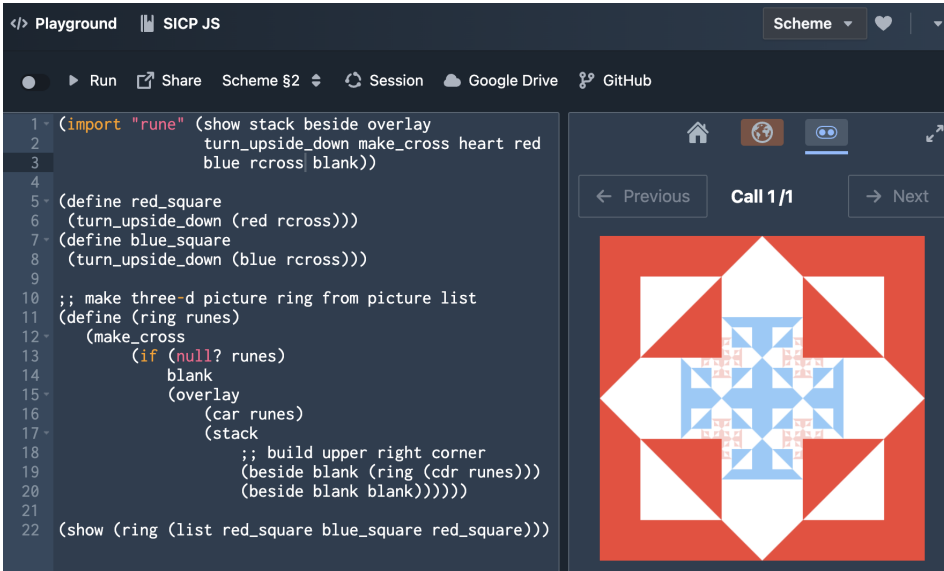 </> Playground SICP JS Scheme
Run Share Scheme §2 Session Google Drive GitHub
1 (import "rune" (show stack beside overlay
2 turn_upside_down make_cross heart red
3 blue rcross blank))
4
5 (define red_square
6 (turn_upside_down (red rcross)))
7 (define blue_square
8 (turn_upside_down (blue rcross)))
9
10 ;; make three-d picture ring from picture list
11 (define (ring runes)
12 (make_cross
13 (if (null? runes)
14 blank
15 (overlay
16 (car runes)
17 (stack
18 ;; build upper right corner
19 (beside blank (ring (cdr runes)))
20 (beside blank blank))))))
21
22 (show (ring (list red_square blue_square red_square)))
← Previous Call 1/1 → Next